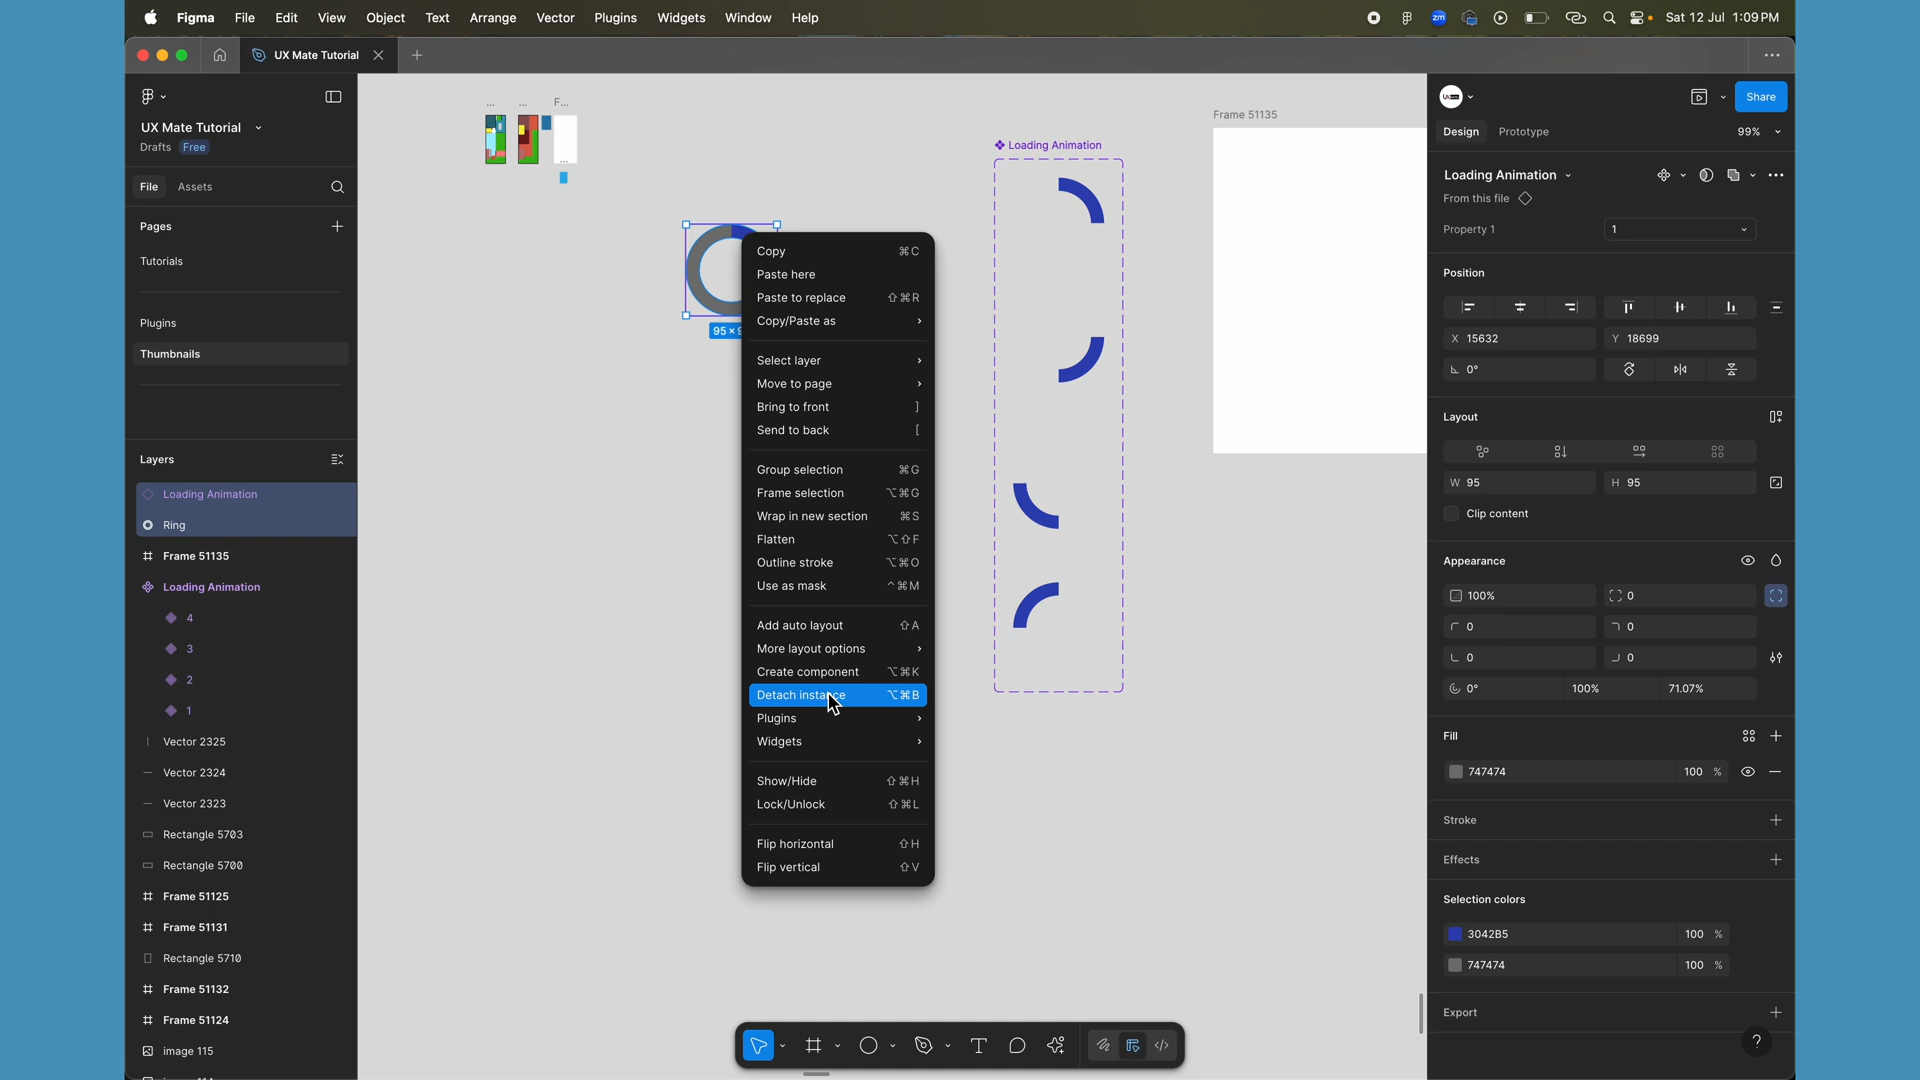 Figma File Edit View Object Text Arrange Vector Plugins Widgets Window Help
zm Sat 12 Jul 1:09 PM
UX Mate Tutorial
UX Mate Tutorial
Drafts Free
File Assets
Pages
Tutorials
Plugins
Thumbnails
Layers
Loading Animation
Ring
Frame 51135
Loading Animation
4
3
2
1
Vector 2325
Vector 2324
Vector 2323
Rectangle 5703
Rectangle 5700
Frame 51125
Frame 51131
Rectangle 5710
Frame 51132
Frame 51124
image 115
... ... F...
...
95 × 9
Copy ⌘C
Paste here
Paste to replace ⇧⌘R
Copy/Paste as
Select layer
Move to page
Bring to front ]
Send to back [
Group selection ⌘G
Frame selection ⌥⌘G
Wrap in new section ⌘S
Flatten ⌥⇧F
Outline stroke ⌥⌘O
Use as mask ^⌘M
Add auto layout ⇧A
More layout options
Create component ⌥⌘K
Detach instance ⌥⌘B
Plugins
Widgets
Show/Hide ⇧⌘H
Lock/Unlock ⇧⌘L
Flip horizontal ⇧H
Flip vertical ⇧V
Loading Animation
Frame 51135
Share
Design Prototype 99%
Loading Animation
From this file
Property 1 1
Position
X 15632 Y 18699
0°
Layout
W 95 H 95
Clip content
Appearance
100% 0
0 0
0 0
0° 100% 71.07%
Fill
747474 100 %
Stroke
Effects
Selection colors
3042B5 100 %
747474 100 %
Export
?